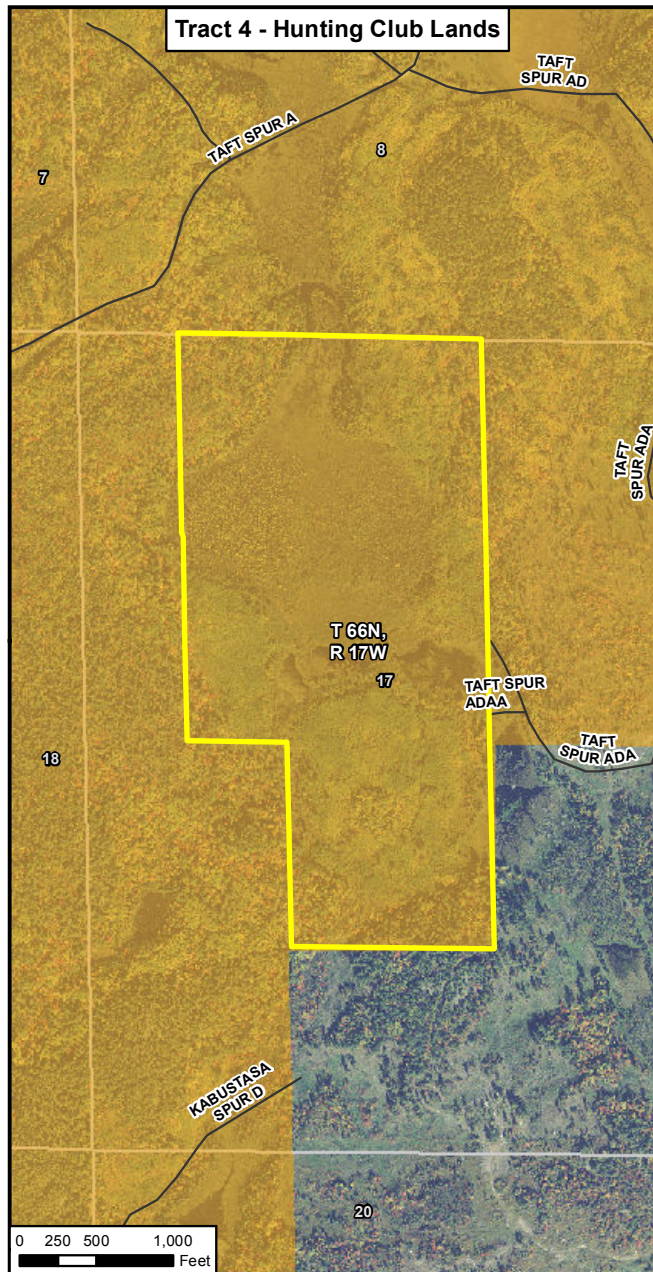 Tract 4 - Hunting Club Lands
TAFT
SPUR AD
TAFT SPUR A
8
7
TAFT
SPUR ADA
T 66N,
R 17W
17
TAFT SPUR
ADAA
TAFT
SPUR ADA
18
KABUSTASA
SPUR D
20
0 250 500 1,000
Feet